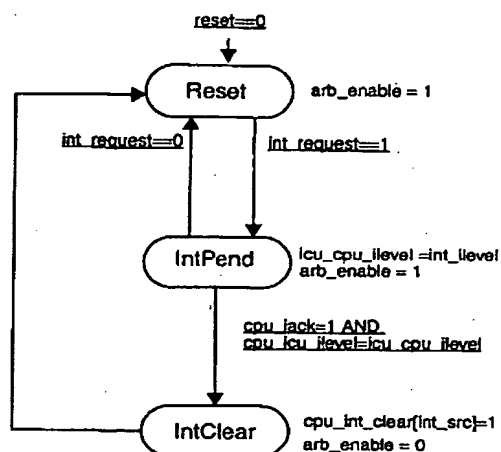 reset==0
Reset
arb_enable = 1
int_request==0
int_request==1
IntPend
icu_cpu_ilevel =int_ilevel
arb_enable = 1
cpu_iack=1 AND
cpu_icu_ilevel=icu_cpu_ilevel
IntClear
cpu_int_clear[int_src]=1
arb_enable = 0